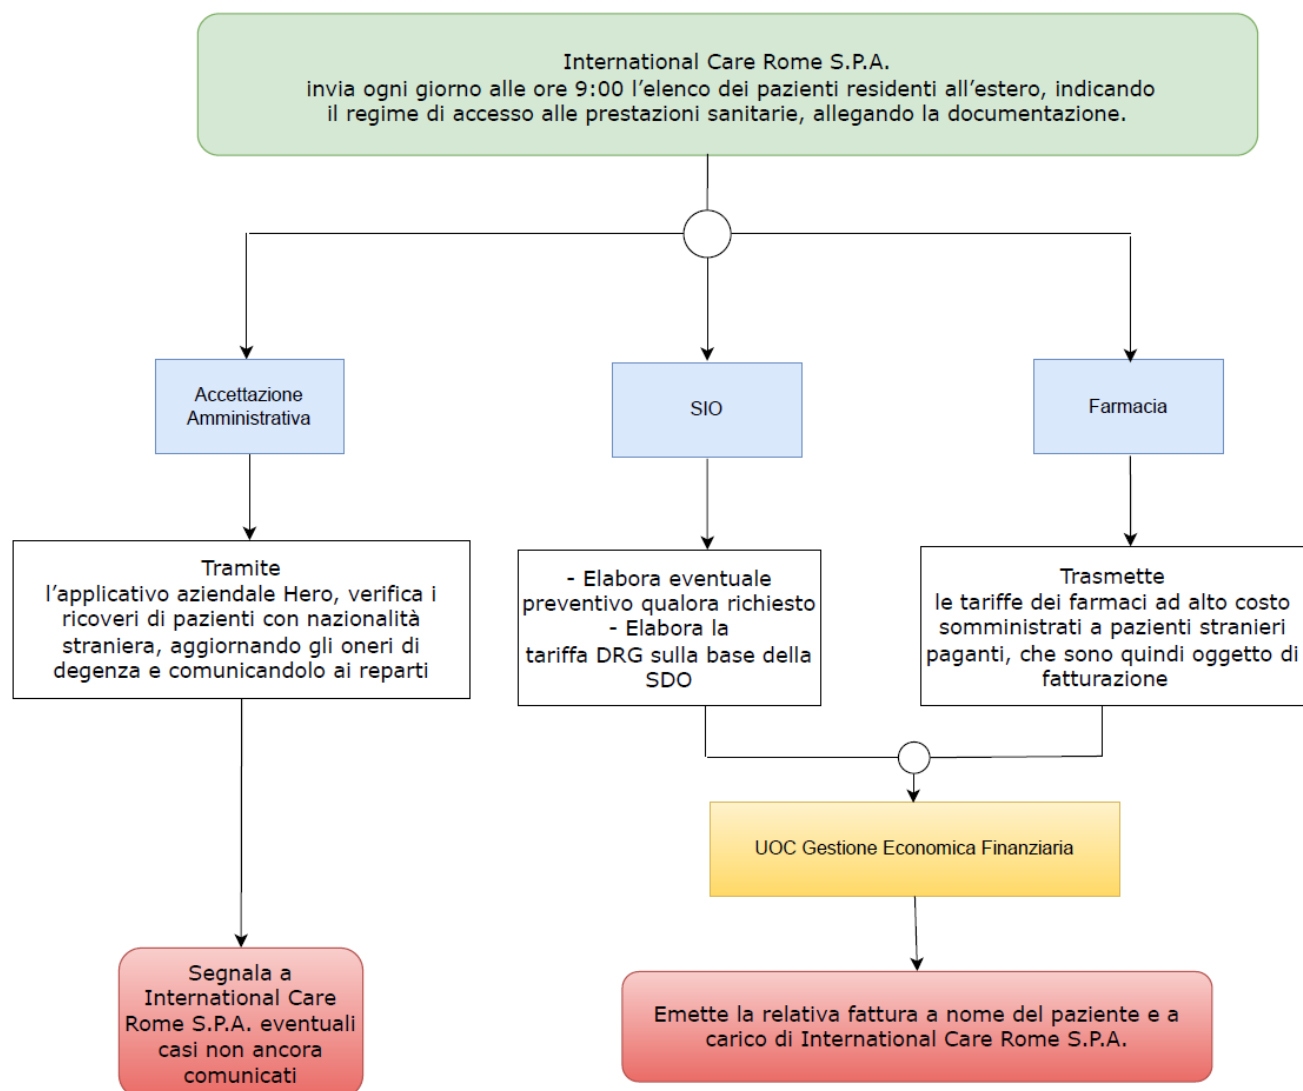 International Care Rome S.P.A.
invia ogni giorno alle ore 9:00 l’elenco dei pazienti residenti all’estero, indicando
il regime di accesso alle prestazioni sanitarie, allegando la documentazione.
Accettazione
Amministrativa
SIO
Farmacia
Tramite
l’applicativo aziendale Hero, verifica i
ricoveri di pazienti con nazionalità
straniera, aggiornando gli oneri di
degenza e comunicandolo ai reparti
- Elabora eventuale
preventivo qualora richiesto
- Elabora la
tariffa DRG sulla base della
SDO
Trasmette
le tariffe dei farmaci ad alto costo
somministrati a pazienti stranieri
paganti, che sono quindi oggetto di
fatturazione
UOC Gestione Economica Finanziaria
Segnala a
International Care
Rome S.P.A. eventuali
casi non ancora
comunicati
Emette la relativa fattura a nome del paziente e a
carico di International Care Rome S.P.A.